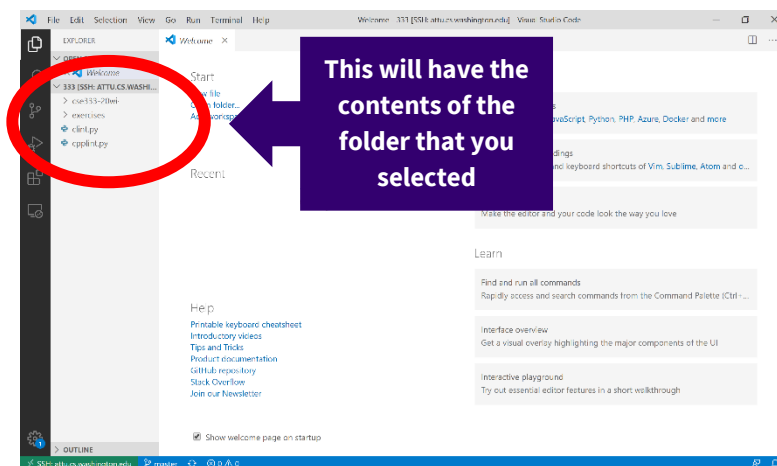 File Edit Selection View Go Run Terminal Help
Welcome - 333 [SSH: attu.cs.washington.edu] - Visual Studio Code
EXPLORER
Welcome
OPEN
Welcome
333 [SSH: ATTU.CS.WASHI...
cse333-20wi-
exercises
clint.py
cpplint.py
OUTLINE
Start
file
folder...
Recent
Help
Printable keyboard cheatsheet
Introductory videos
Tips and Tricks
Product documentation
GitHub repository
Stack Overflow
Join our Newsletter
Show welcome page on startup
This will have the
contents of the
folder that you
selected
JavaScript, Python, PHP, Azure, Docker and more
and keyboard shortcuts of Vim, Sublime, Atom and o...
Make the editor and your code look the way you love
Learn
Find and run all commands
Rapidly access and search commands from the Command Palette (Ctrl+...
Interface overview
Get a visual overlay highlighting the major components of the UI
Interactive playground
Try out essential editor features in a short walkthrough
SSH: attu.cs.washington.edu master 0 0